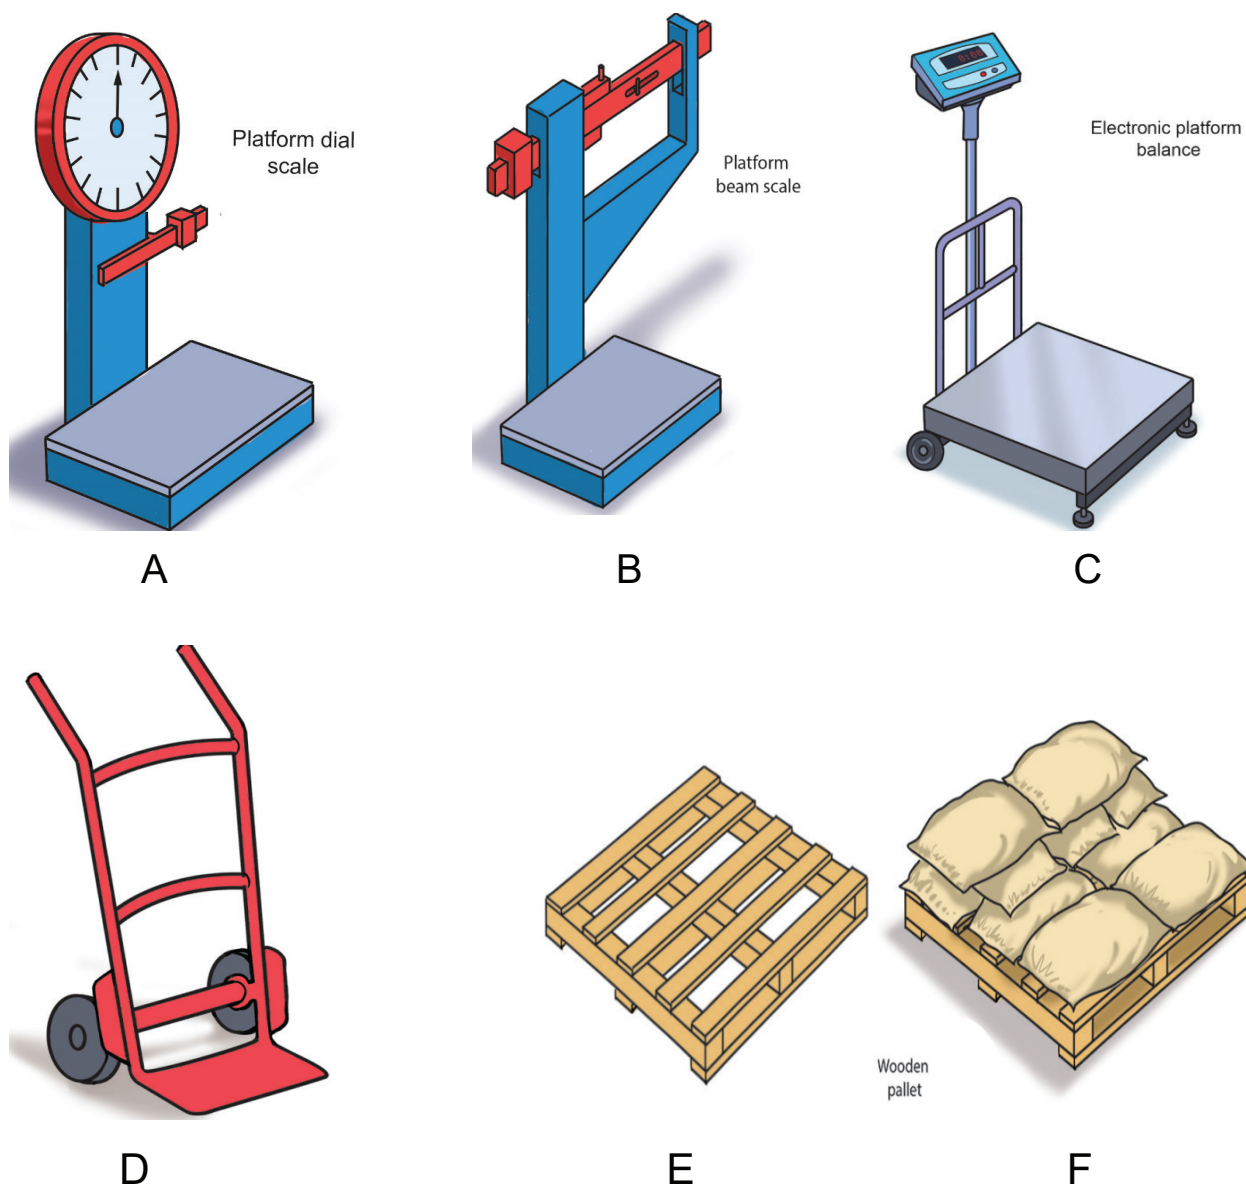 Platform dial
scale
Platform
beam scale
Electronic platform
balance
A
B
C
Wooden
pallet
D
E
F